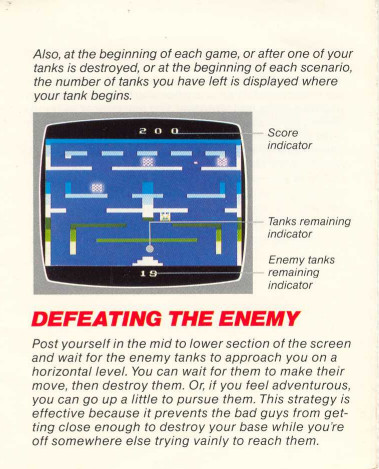 Also, at the beginning of each game, or after one of your
tanks is destroyed, or at the beginning of each scenario,
the number of tanks you have left is displayed where
your tank begins.
200
Score
indicator
Tanks remaining
indicator
Enemy tanks
remaining
indicator
19
DEFEATING THE ENEMY
Post yourself in the mid to lower section of the screen
and wait for the enemy tanks to approach you on a
horizontal level. You can wait for them to make their
move, then destroy them. Or, if you feel adventurous,
you can go up a little to pursue them. This strategy is
effective because it prevents the bad guys from get-
ting close enough to destroy your base while you're
off somewhere else trying vainly to reach them.